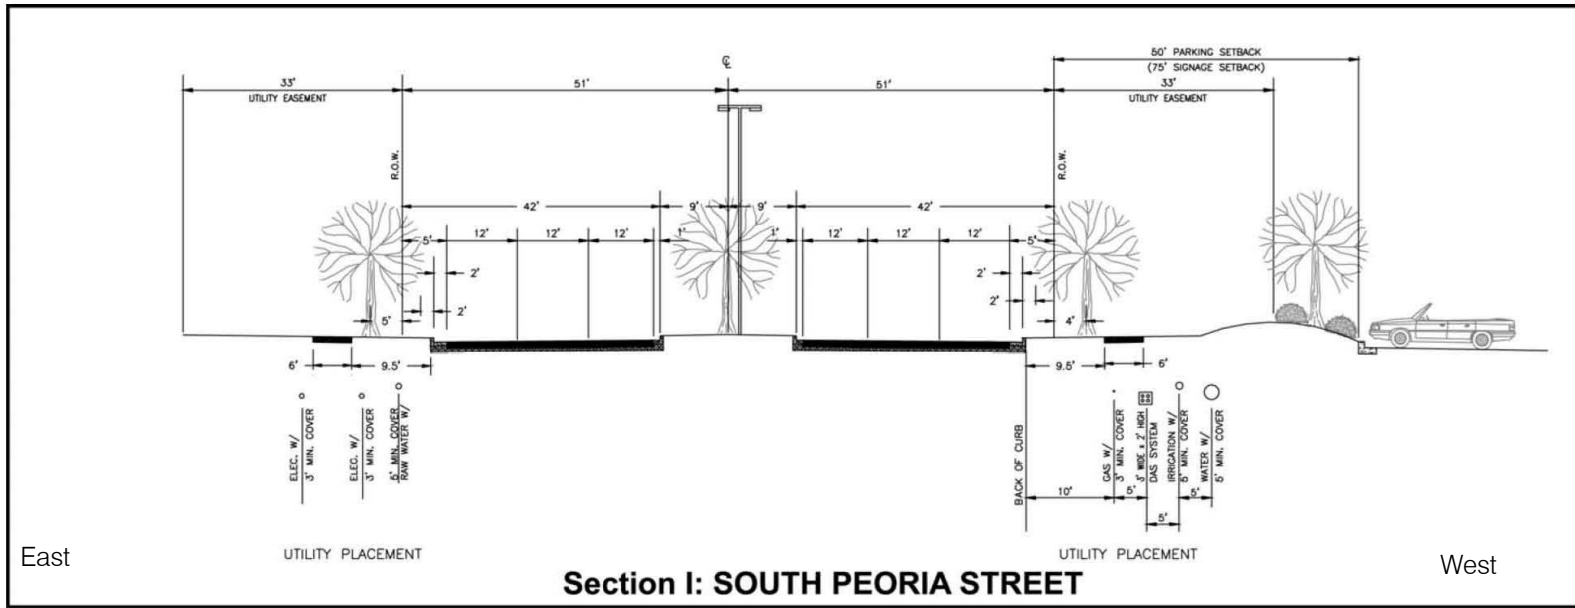 50' PARKING SETBACK
(75' SIGNAGE SETBACK)
℄
33'
51'
51'
33'
UTILITY EASEMENT
UTILITY EASEMENT
R.O.W.
R.O.W.
42'
9'
9'
42'
5'
12'
12'
12'
1'
1'
12'
12'
12'
5'
2'
2'
2'
2'
5'
4'
6'
9.5'
9.5'
6'
ELEC. W/
3' MIN. COVER
ELEC. W/
3' MIN. COVER
5' MIN. COVER
RAW WATER W/
BACK OF CURB
GAS W/
3' MIN. COVER
3' WIDE x 2' HIGH
DAS SYSTEM
IRRIGATION W/
5' MIN. COVER
WATER W/
5' MIN. COVER
10'
5'
5'
5'
UTILITY PLACEMENT
UTILITY PLACEMENT
East
West
Section I: SOUTH PEORIA STREET